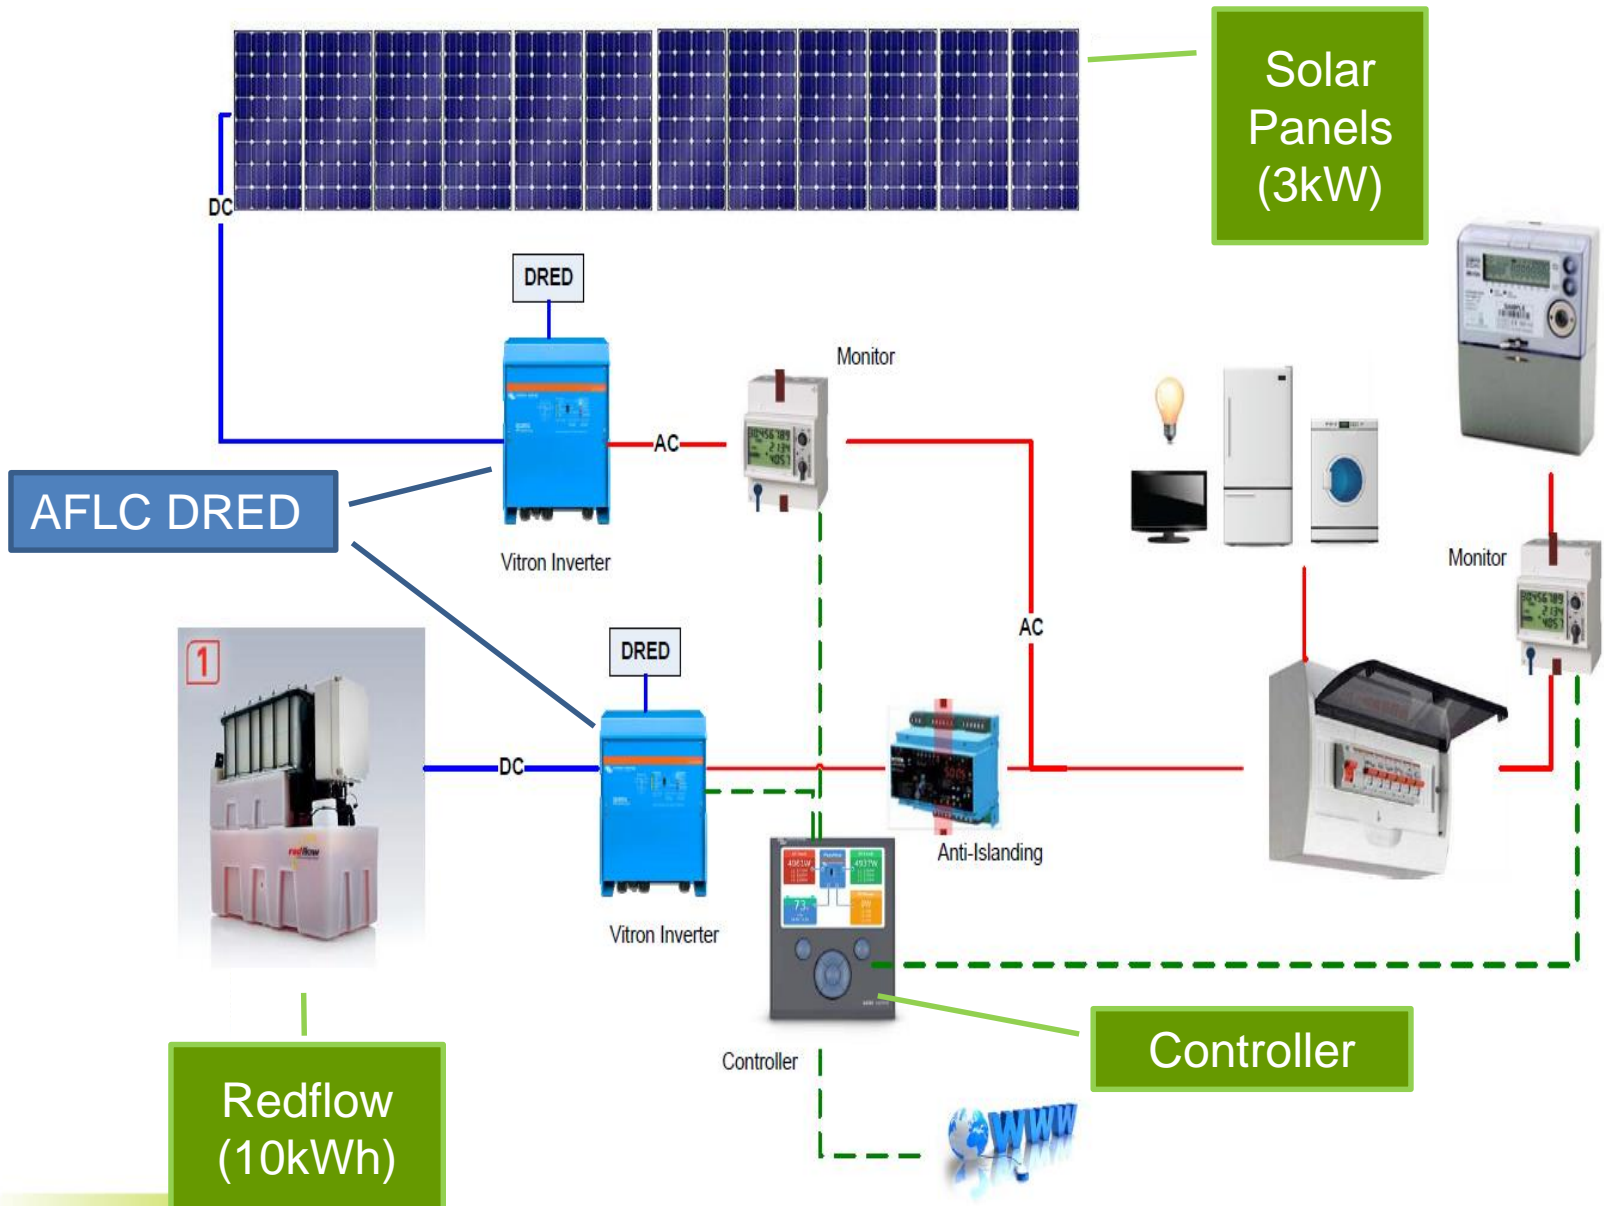 Solar
Panels
(3kW)
DC
DRED
Monitor
AC
AFLC DRED
Vitron Inverter
Monitor
AC
1
DRED
DC
redflow
Anti-Islanding
Vitron Inverter
Controller
Controller
Redflow
(10kWh)
WWW